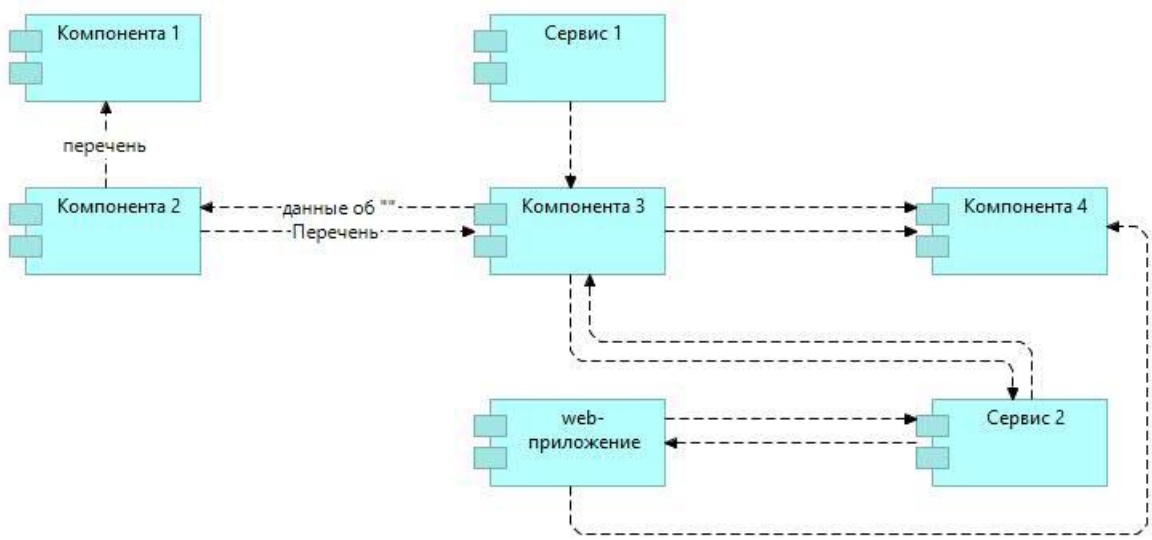 Компонента 1
Сервис 1
перечень
Компонента 2
данные об ""
Перечень
Компонента 3
Компонента 4
web-
приложение
Сервис 2